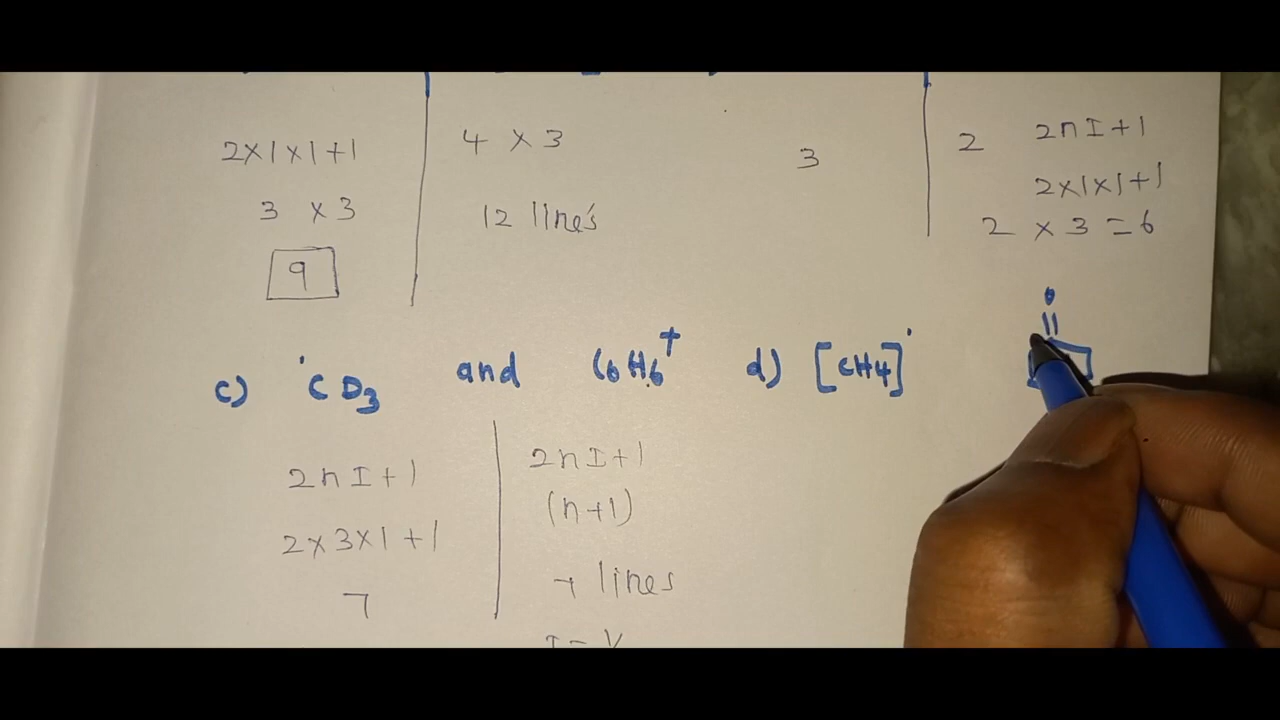 2×1×1+1
3 × 3
9
4 × 3
12 line's
3
2 2nI+1
2×1×1+1
2 × 3 = 6
c) ˙CD₃ and C₆H₆⁺ d) [CH4]˙
O
2nI+1
2×3×1+1
7
2nI+1
(n+1)
7 lines